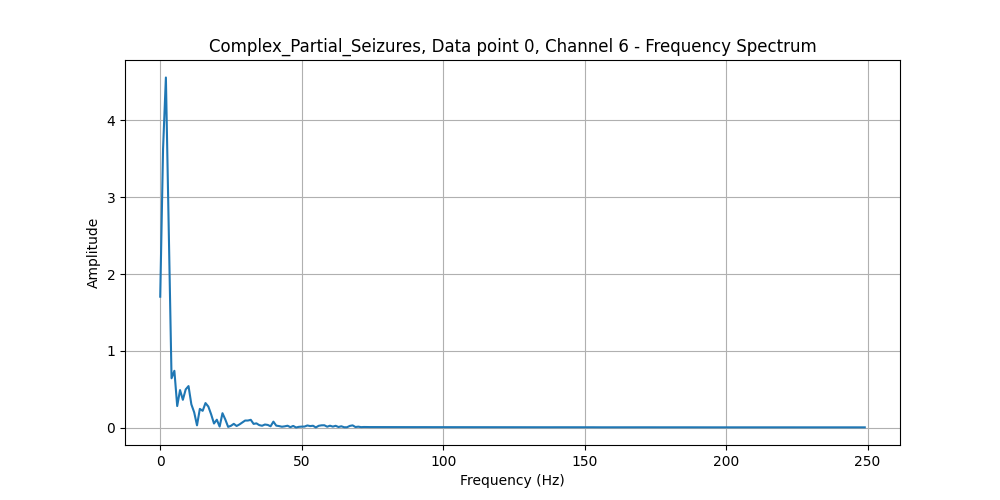 Complex_Partial_Seizures, Data point 0, Channel 6 - Frequency Spectrum
Amplitude
4
3
2
1
0
0 50 100 150 200 250
Frequency (Hz)